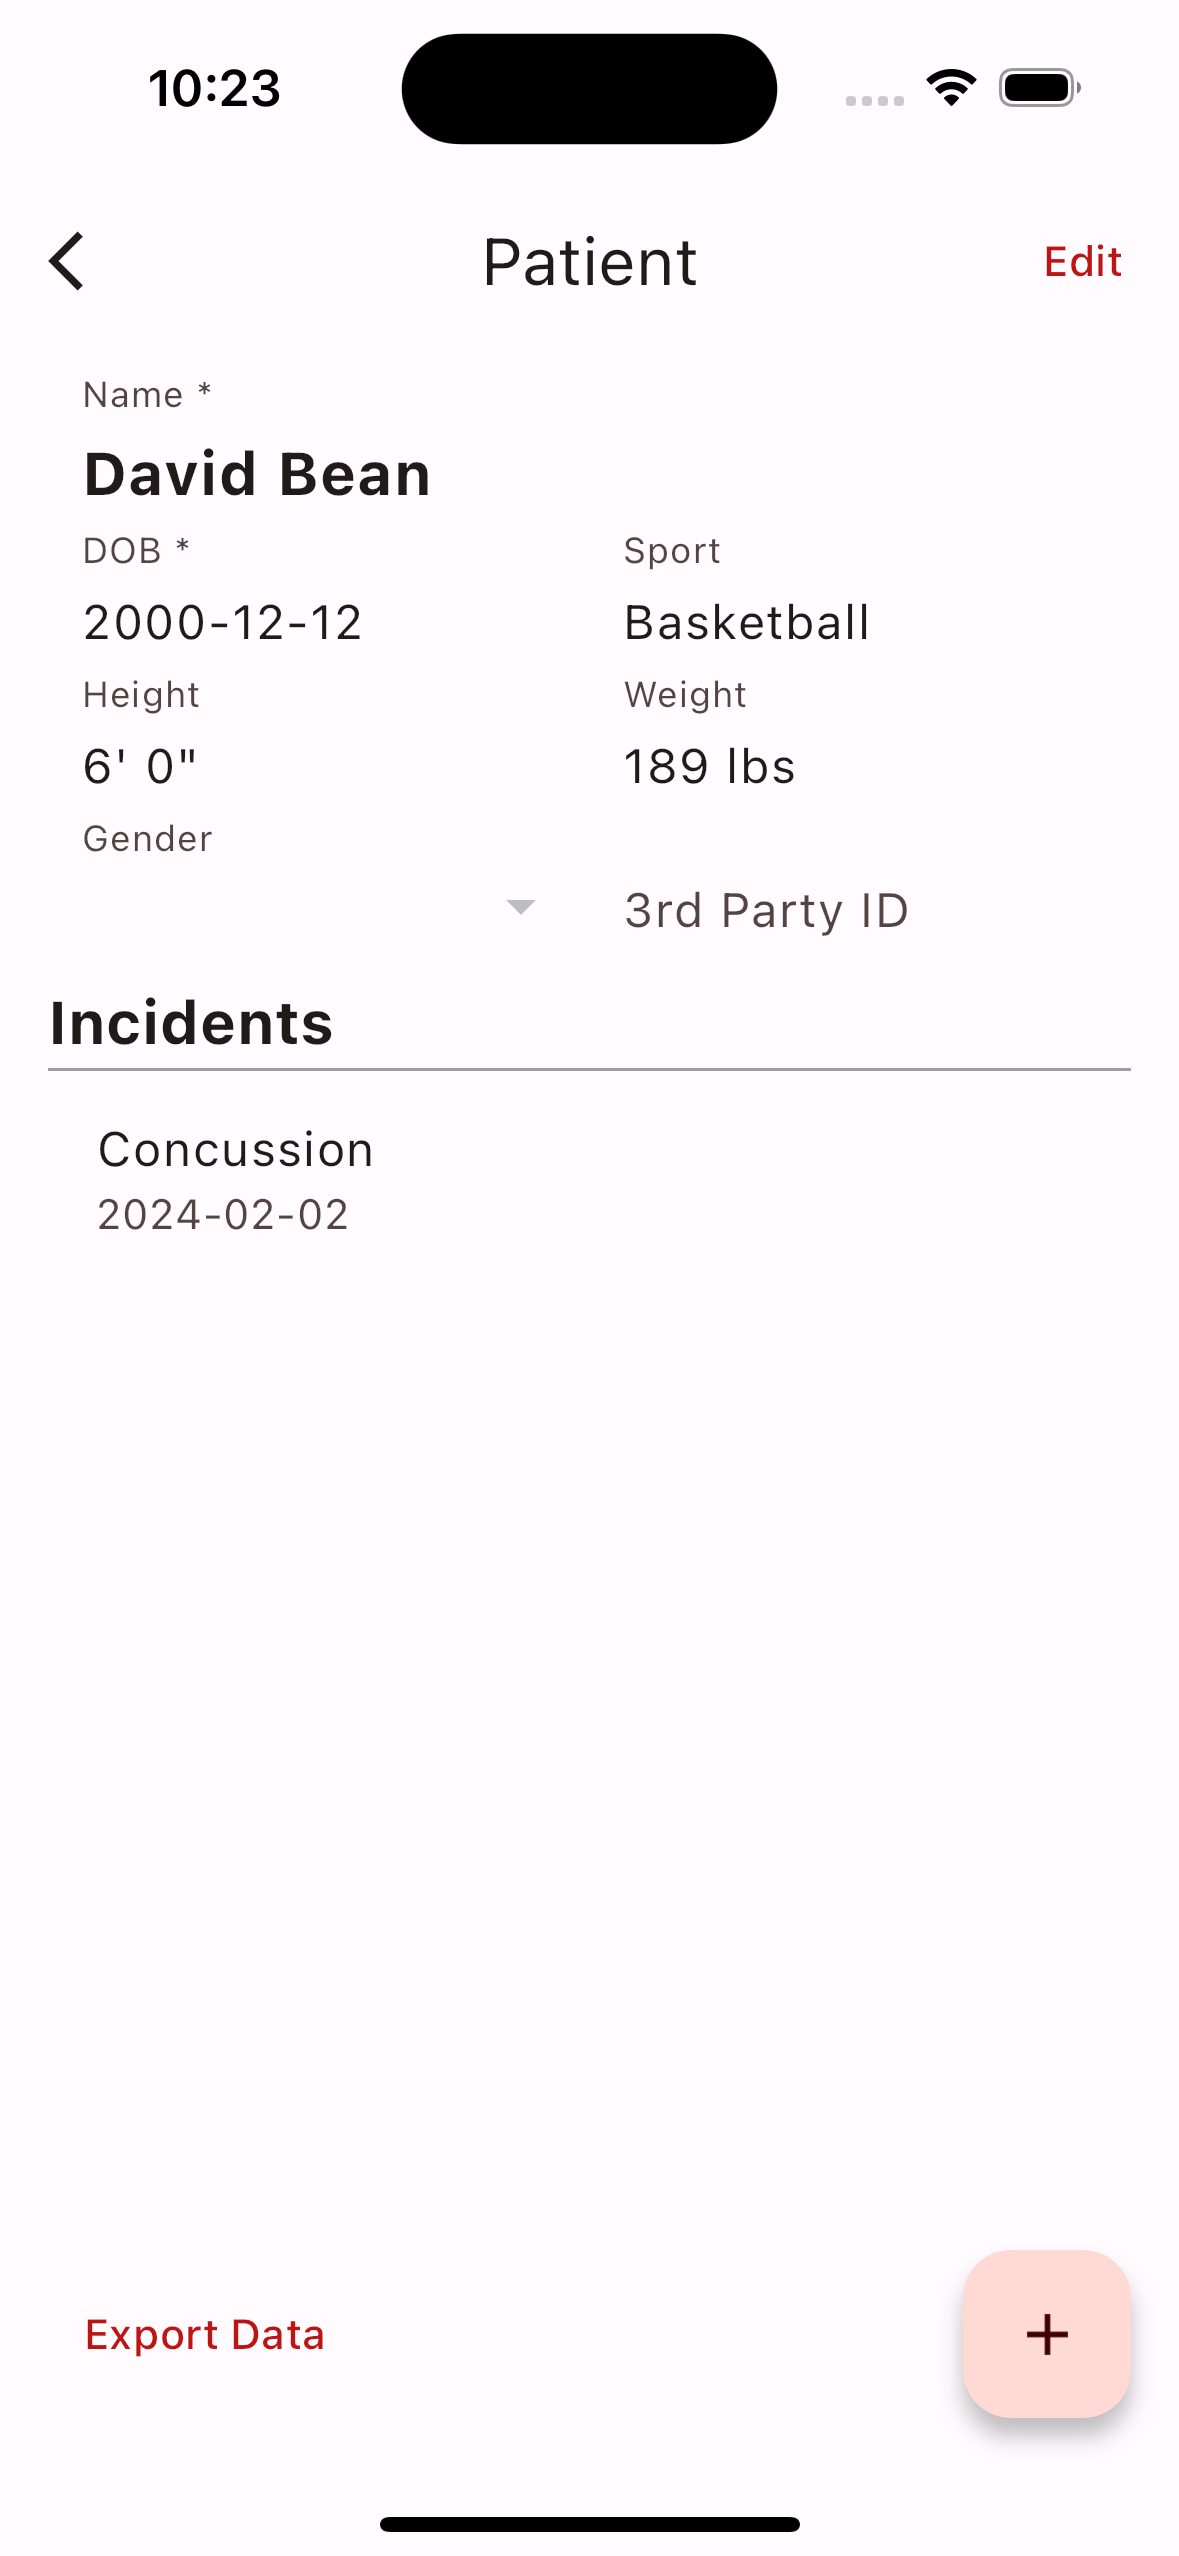 10:23
Patient
Edit
Name *
David Bean
DOB *
Sport
2000-12-12
Basketball
Height
Weight
6' 0"
189 lbs
Gender
3rd Party ID
Incidents
Concussion
2024-02-02
Export Data
+